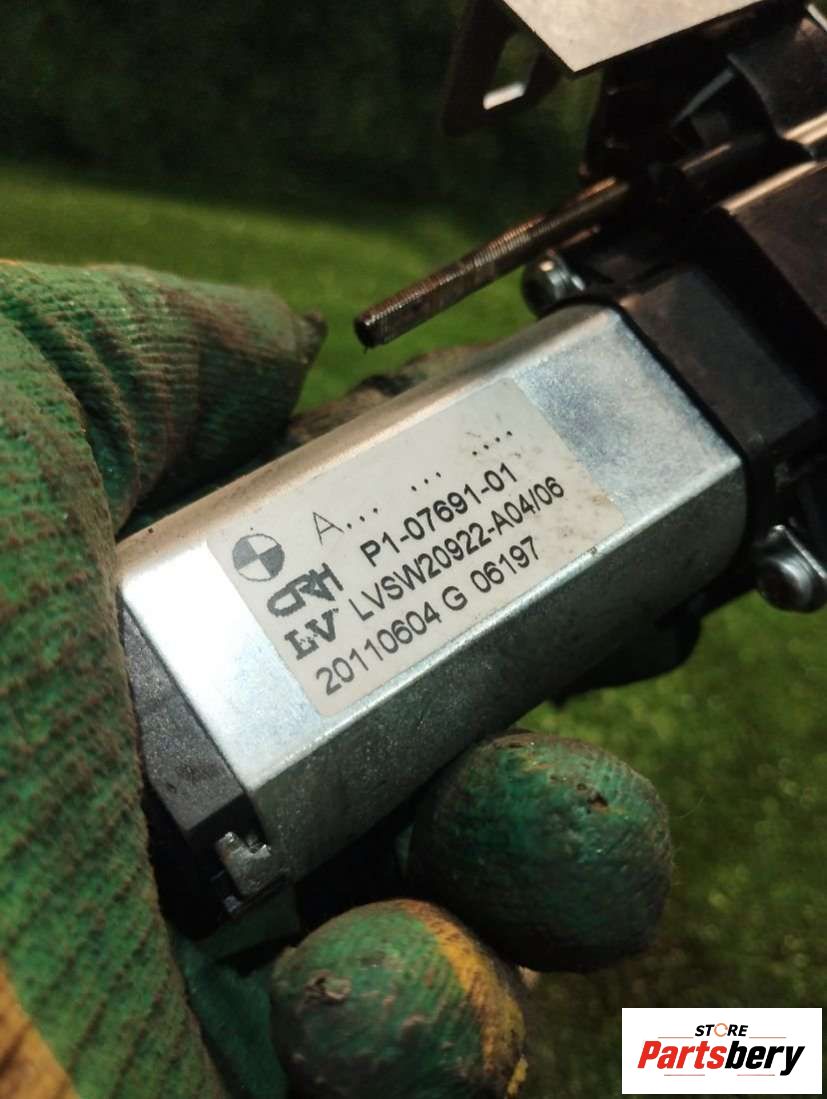 A... ... ....
P1-07691-01
CRH
LVSW20922-A04/06
LV
20110604 G 06197
STORE
Partsbery